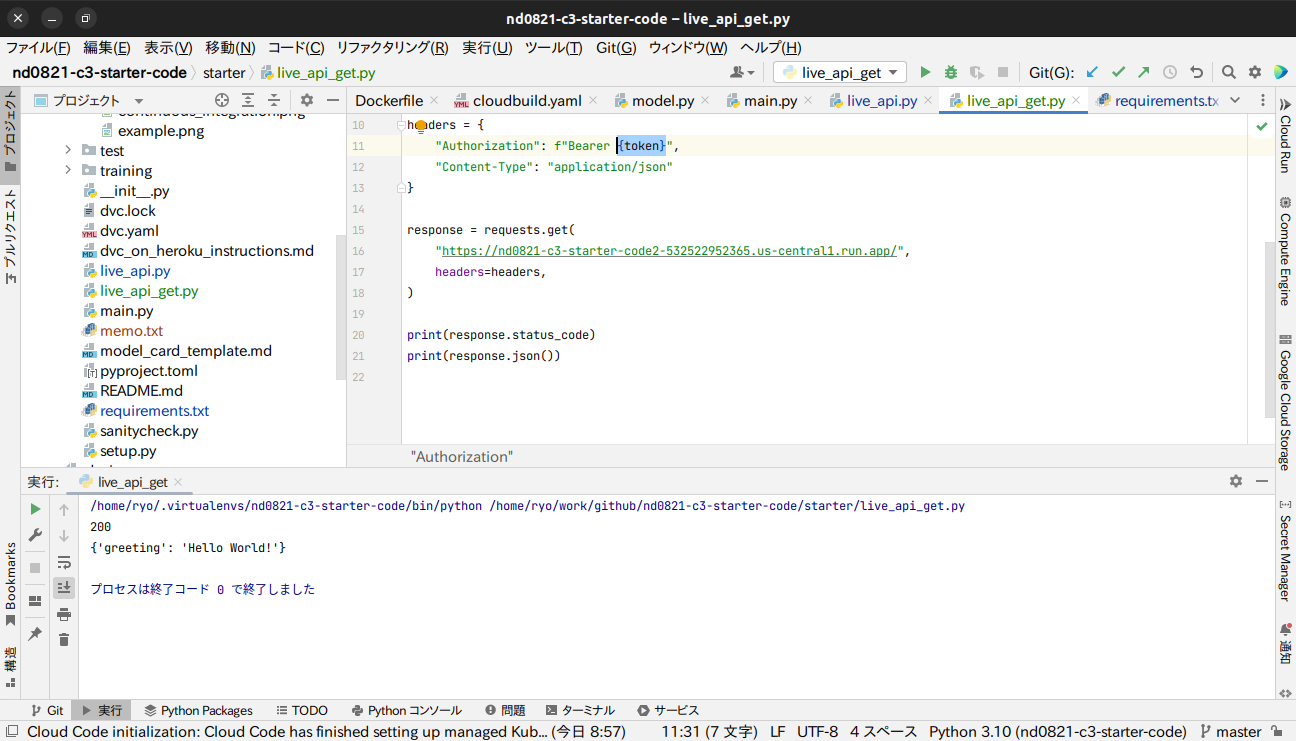 nd0821-c3-starter-code – live_api_get.py
ファイル(F) 編集(E) 表示(V) 移動(N) コード(C) リファクタリング(R) 実行(U) ツール(T) Git(G) ウィンドウ(W) ヘルプ(H)
nd0821-c3-starter-code starter live_api_get.py
live_api_get
Git(G):
プロジェクト
プルリクエスト
Bookmarks
構造
プロジェクト
continuous_integration.png
example.png
test
training
__init__.py
dvc.lock
dvc.yaml
dvc_on_heroku_instructions.md
live_api.py
live_api_get.py
main.py
memo.txt
model_card_template.md
pyproject.toml
README.md
requirements.txt
sanitycheck.py
setup.py
Dockerfile cloudbuild.yaml model.py main.py live_api.py live_api_get.py requirements.tx
10 headers = {
11 "Authorization": f"Bearer {token}",
12 "Content-Type": "application/json"
13 }
14
15 response = requests.get(
16 "https://nd0821-c3-starter-code2-532522952365.us-central1.run.app/",
17 headers=headers,
18 )
19
20 print(response.status_code)
21 print(response.json())
22
"Authorization"
Cloud Run
Compute Engine
Google Cloud Storage
Secret Manager
通知
実行: live_api_get
/home/ryo/.virtualenvs/nd0821-c3-starter-code/bin/python /home/ryo/work/github/nd0821-c3-starter-code/starter/live_api_get.py
200
{'greeting': 'Hello World!'}
プロセスは終了コード 0 で終了しました
Git 実行 Python Packages TODO Python コンソール 問題 ターミナル サービス
Cloud Code initialization: Cloud Code has finished setting up managed Kub... (今日 8:57) 11:31 (7 文字) LF UTF-8 4 スペース Python 3.10 (nd0821-c3-starter-code) master